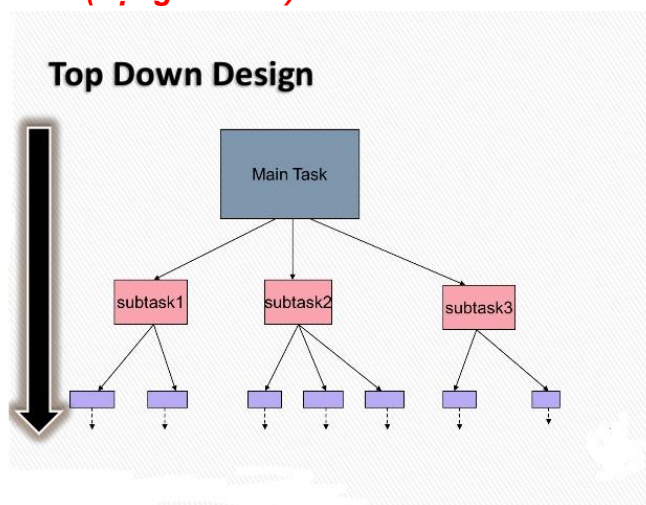 Top Down Design
Main Task
subtask1
subtask2
subtask3